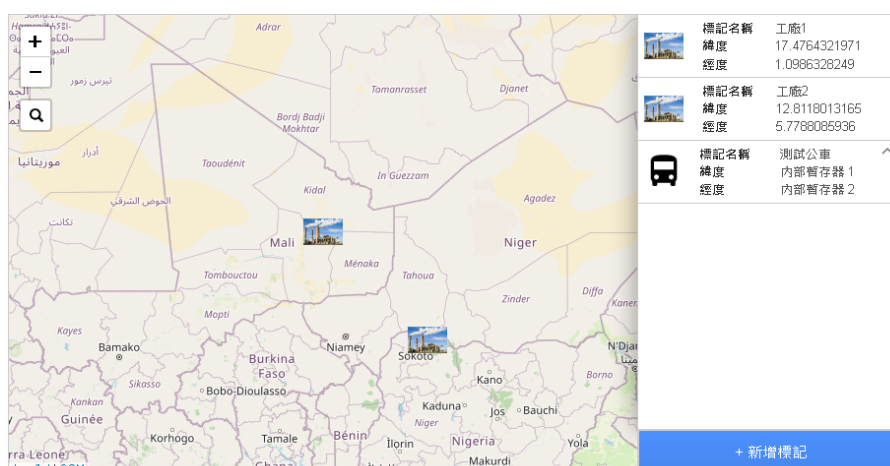 Adrar
تيرس زمور
Tamanrasset
Djanet
Bordj Badji
Mokhtar
أدرار
موريتانيا
Taoudénit
In Guezzam
Kidal
الحوض الشرقي
Agadez
تكانت
Mali
Niger
Ménaka
Tombouctou
Tahoua
Diffa
Zinder
Mopti
Kayes
Bamako
Niamey
Sokoto
Burkina
Faso
Kano
Borno
Sikasso
Bobo-Dioulasso
Kankan
Kaduna
Jos
Bauchi
Guinée
Niger
Korhogo
Tamale
Bénin
Ìlorin
Nigeria
Yola
Makurdi
Ghana
+
−
標記名稱 工廠1
緯度 17.4764321971
經度 1.0986328249
標記名稱 工廠2
緯度 12.8118013165
經度 5.7788085936
標記名稱 測試公車
緯度 內部暫存器 1
經度 內部暫存器 2
+ 新增標記